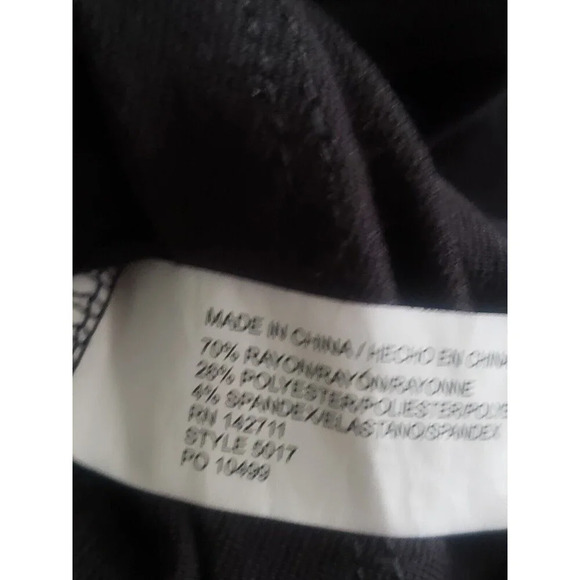 MADE IN CHINA / HECHO EN CHINA
70% RAYON/RAYÓN/RAYONNE
26% POLYESTER/POLIESTER/POLYES
4% SPANDEX/ELASTANO/SPANDEX
RN 142711
STYLE 5017
PO 10499